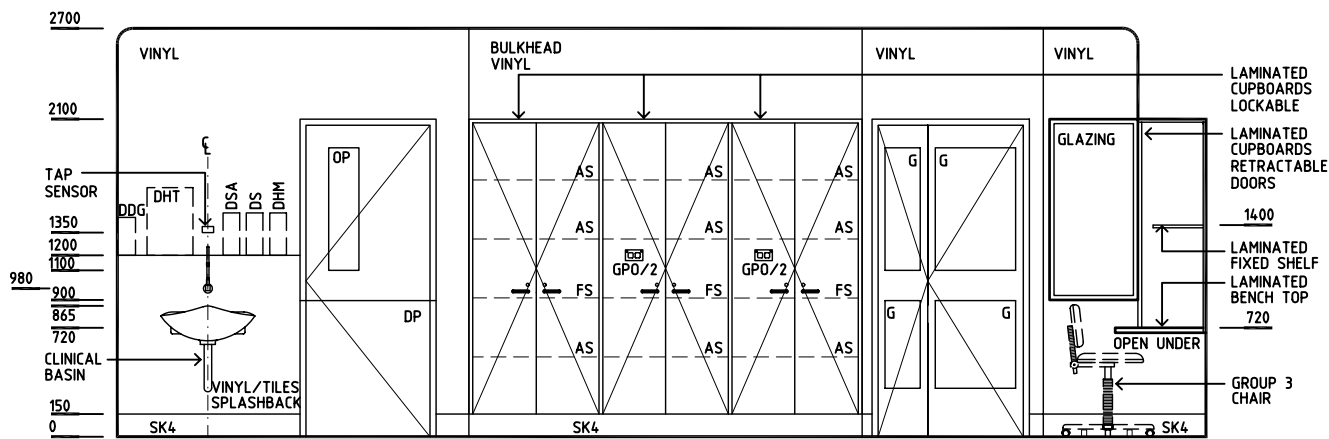 2700
2100
1350
1200
1100
980
900
865
720
150
0
TAP
SENSOR
CLINICAL
BASIN
VINYL
℄
DDG
DHT
DSA
DS
DHM
VINYL/TILES
SPLASHBACK
SK4
OP
DP
BULKHEAD
VINYL
AS
AS
AS
AS
AS
AS
GPO/2
GPO/2
FS
FS
FS
AS
AS
AS
SK4
VINYL
G
G
G
G
VINYL
GLAZING
OPEN UNDER
SK4
LAMINATED
CUPBOARDS
LOCKABLE
LAMINATED
CUPBOARDS
RETRACTABLE
DOORS
1400
LAMINATED
FIXED SHELF
LAMINATED
BENCH TOP
720
GROUP 3
CHAIR